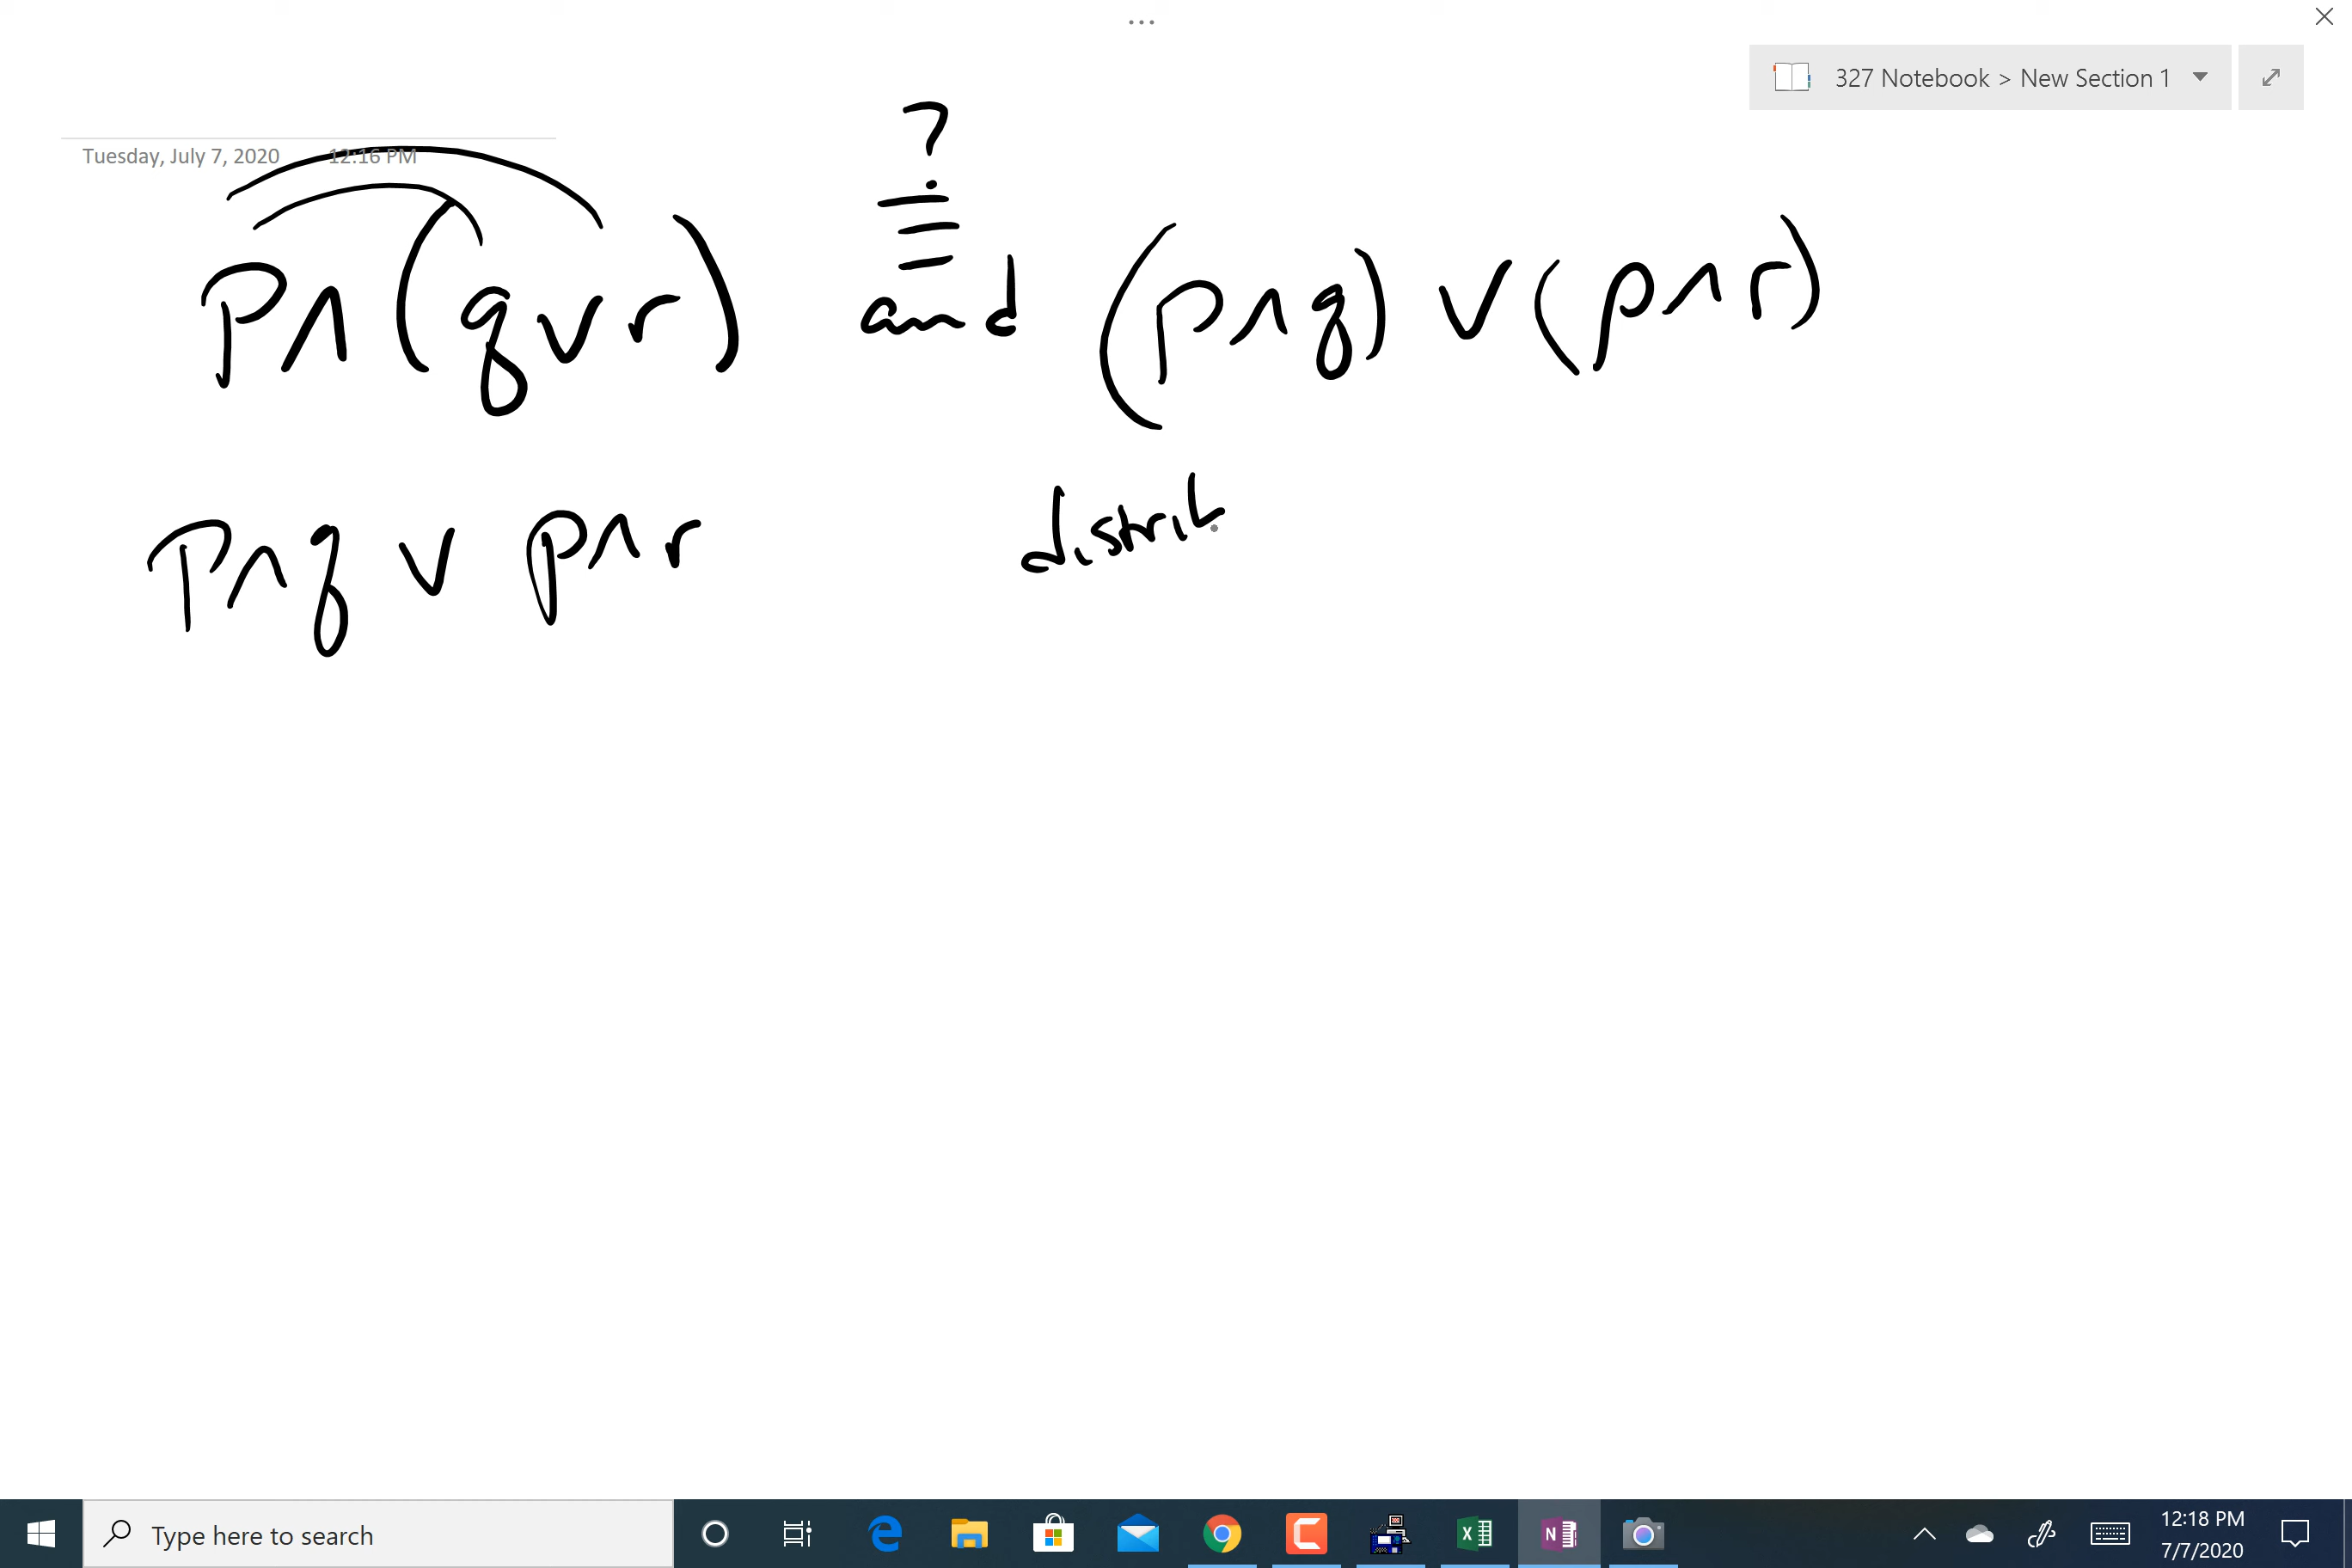 ...
327 Notebook > New Section 1
Tuesday, July 7, 2020 12:16 PM
?
≡
p∧(q∨r) and (p∧q)∨(p∧r)
p∧q ∨ p∧r distrib
Type here to search
12:18 PM
7/7/2020